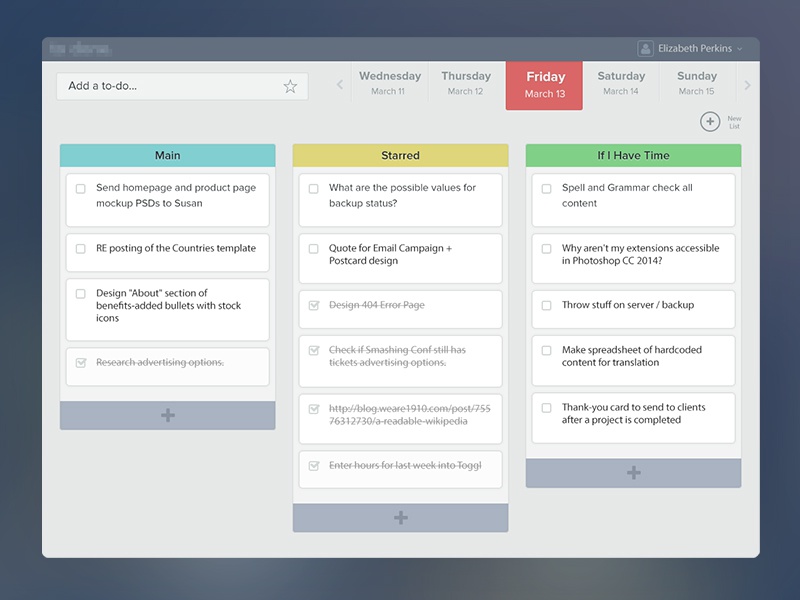 Elizabeth Perkins
Add a to-do...
Wednesday
March 11
Thursday
March 12
Friday
March 13
Saturday
March 14
Sunday
March 15
New
List
Main
Send homepage and product page
mockup PSDs to Susan
RE posting of the Countries template
Design "About" section of
benefits-added bullets with stock
icons
Research advertising options.
Starred
What are the possible values for
backup status?
Quote for Email Campaign +
Postcard design
Design 404 Error Page
Check if Smashing Conf still has
tickets advertising options.
http://blog.weare1910.com/post/755
76312730/a-readable-wikipedia
Enter hours for last week into Toggl
If I Have Time
Spell and Grammar check all
content
Why aren't my extensions accessible
in Photoshop CC 2014?
Throw stuff on server / backup
Make spreadsheet of hardcoded
content for translation
Thank-you card to send to clients
after a project is completed